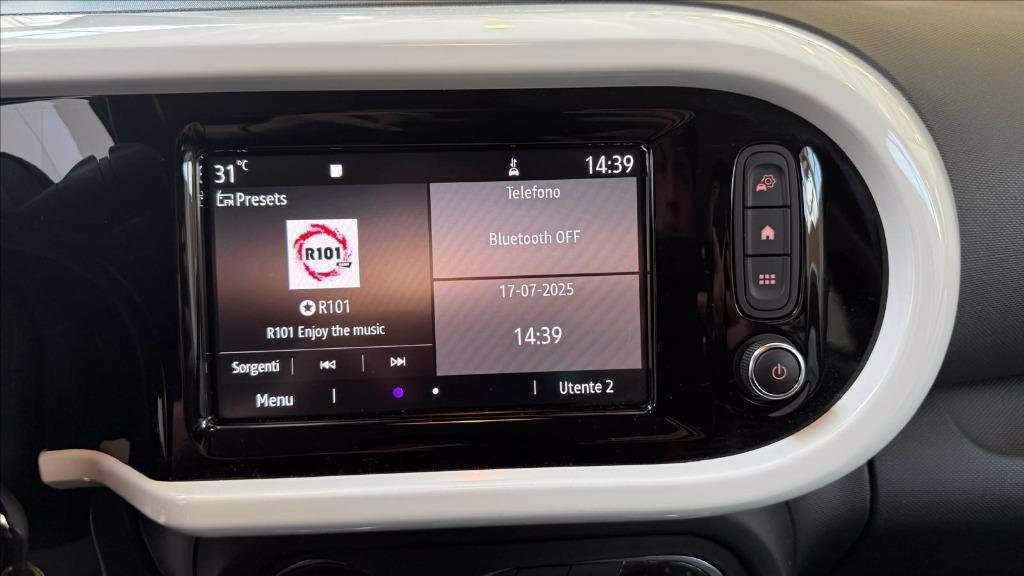 31°C
14:39
Presets
R101
R101
R101 Enjoy the music
Sorgenti
Menu
Telefono
Bluetooth OFF
17-07-2025
14:39
Utente 2